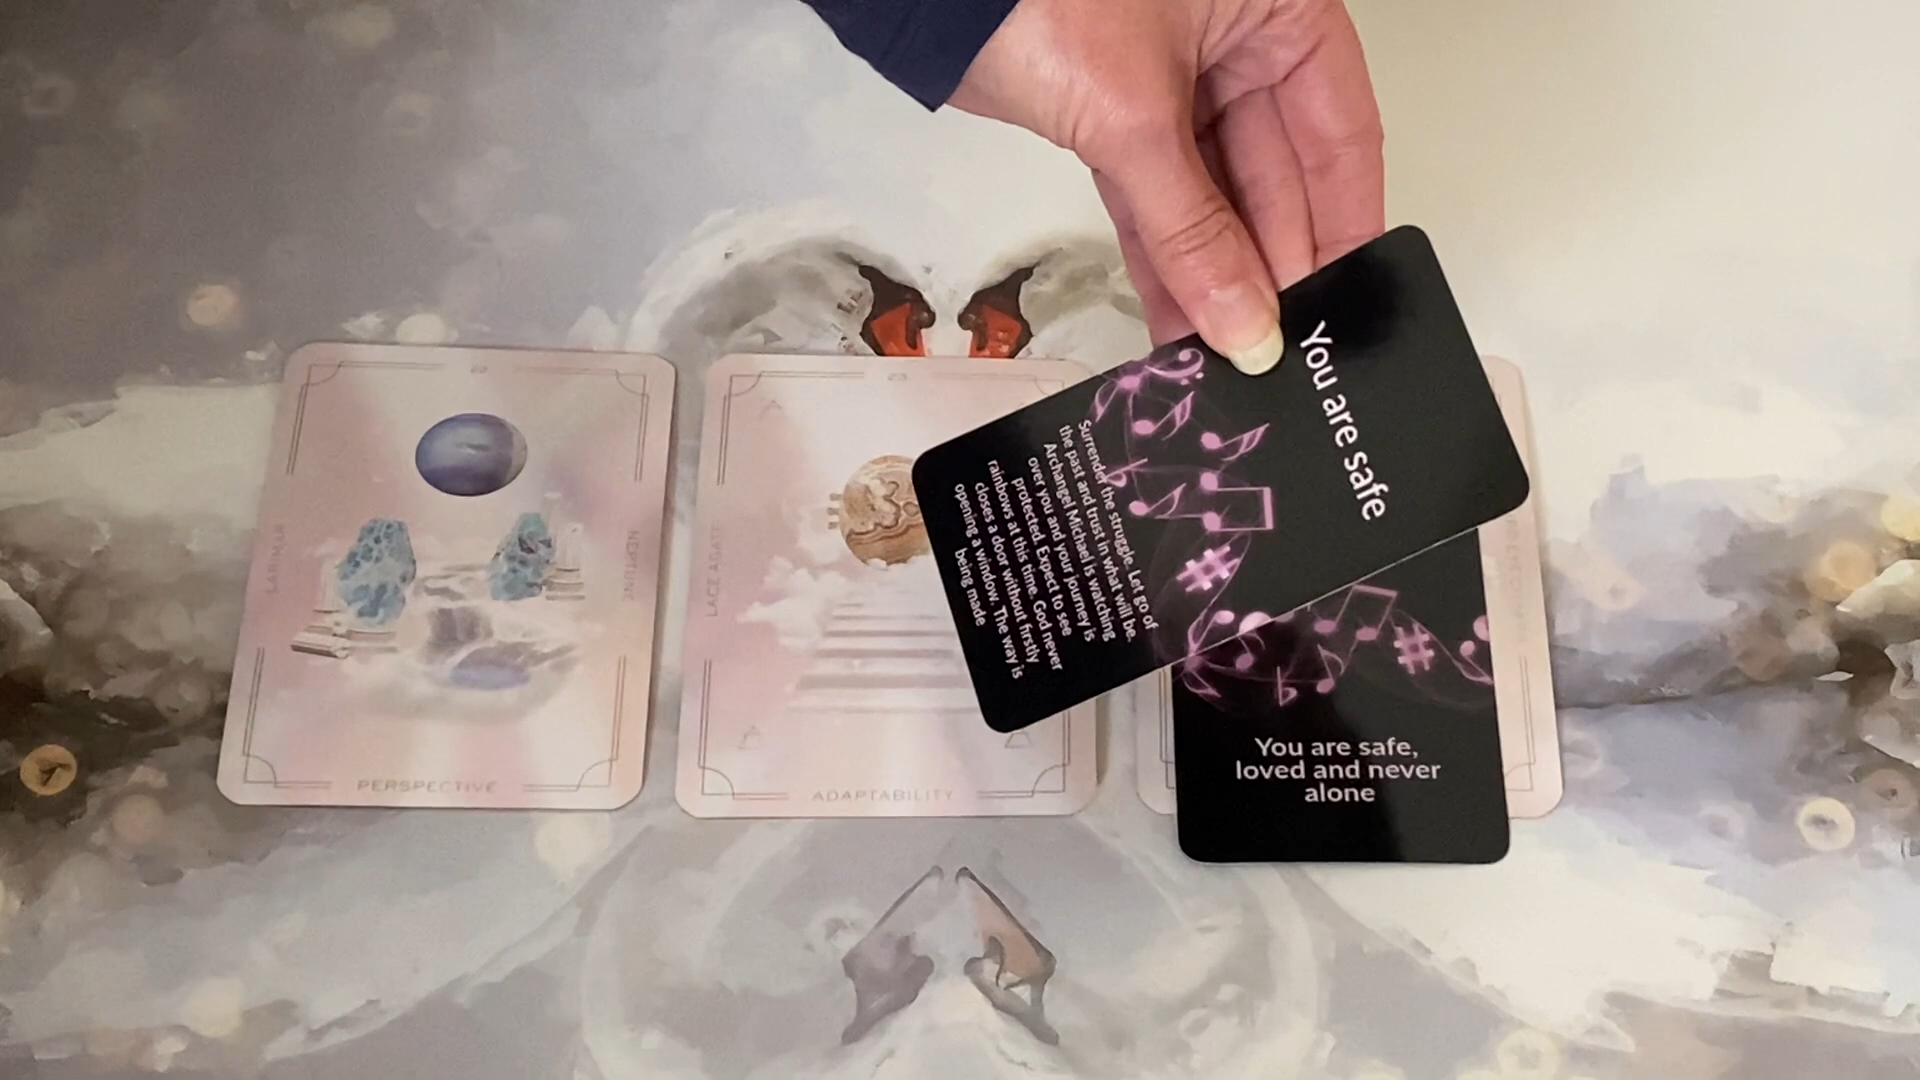 LARIMAR
NEPTUNE
PERSPECTIVE
LACE AGATE
ADAPTABILITY
You are safe
Surrender the struggle. Let go of
the past and trust in what will be.
Archangel Michael is watching
over you and your journey is
protected. Expect to see
rainbows at this time. God never
closes a door without firstly
opening a window. The way is
being made
You are safe,
loved and never
alone